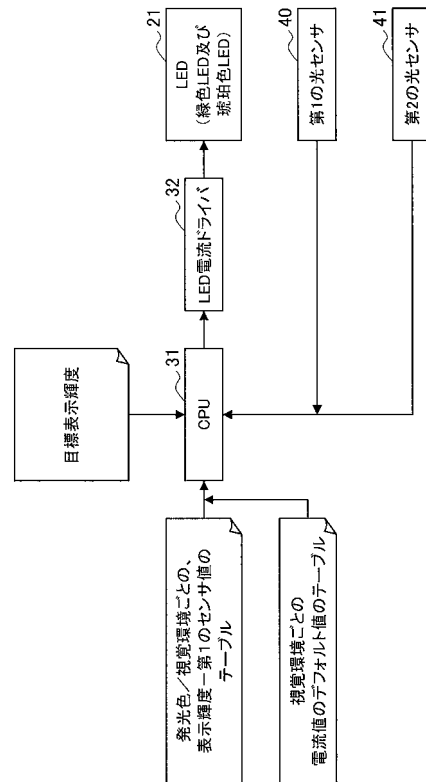 目標表示輝度
発光色／視覚環境ごとの、
表示輝度－第1のセンサ値の
テーブル
視覚環境ごとの
電流値のデフォルト値のテーブル
31
CPU
32
LED電流ドライバ
21
LED
(緑色LED及び
琥珀色LED)
40
第1の光センサ
41
第2の光センサ